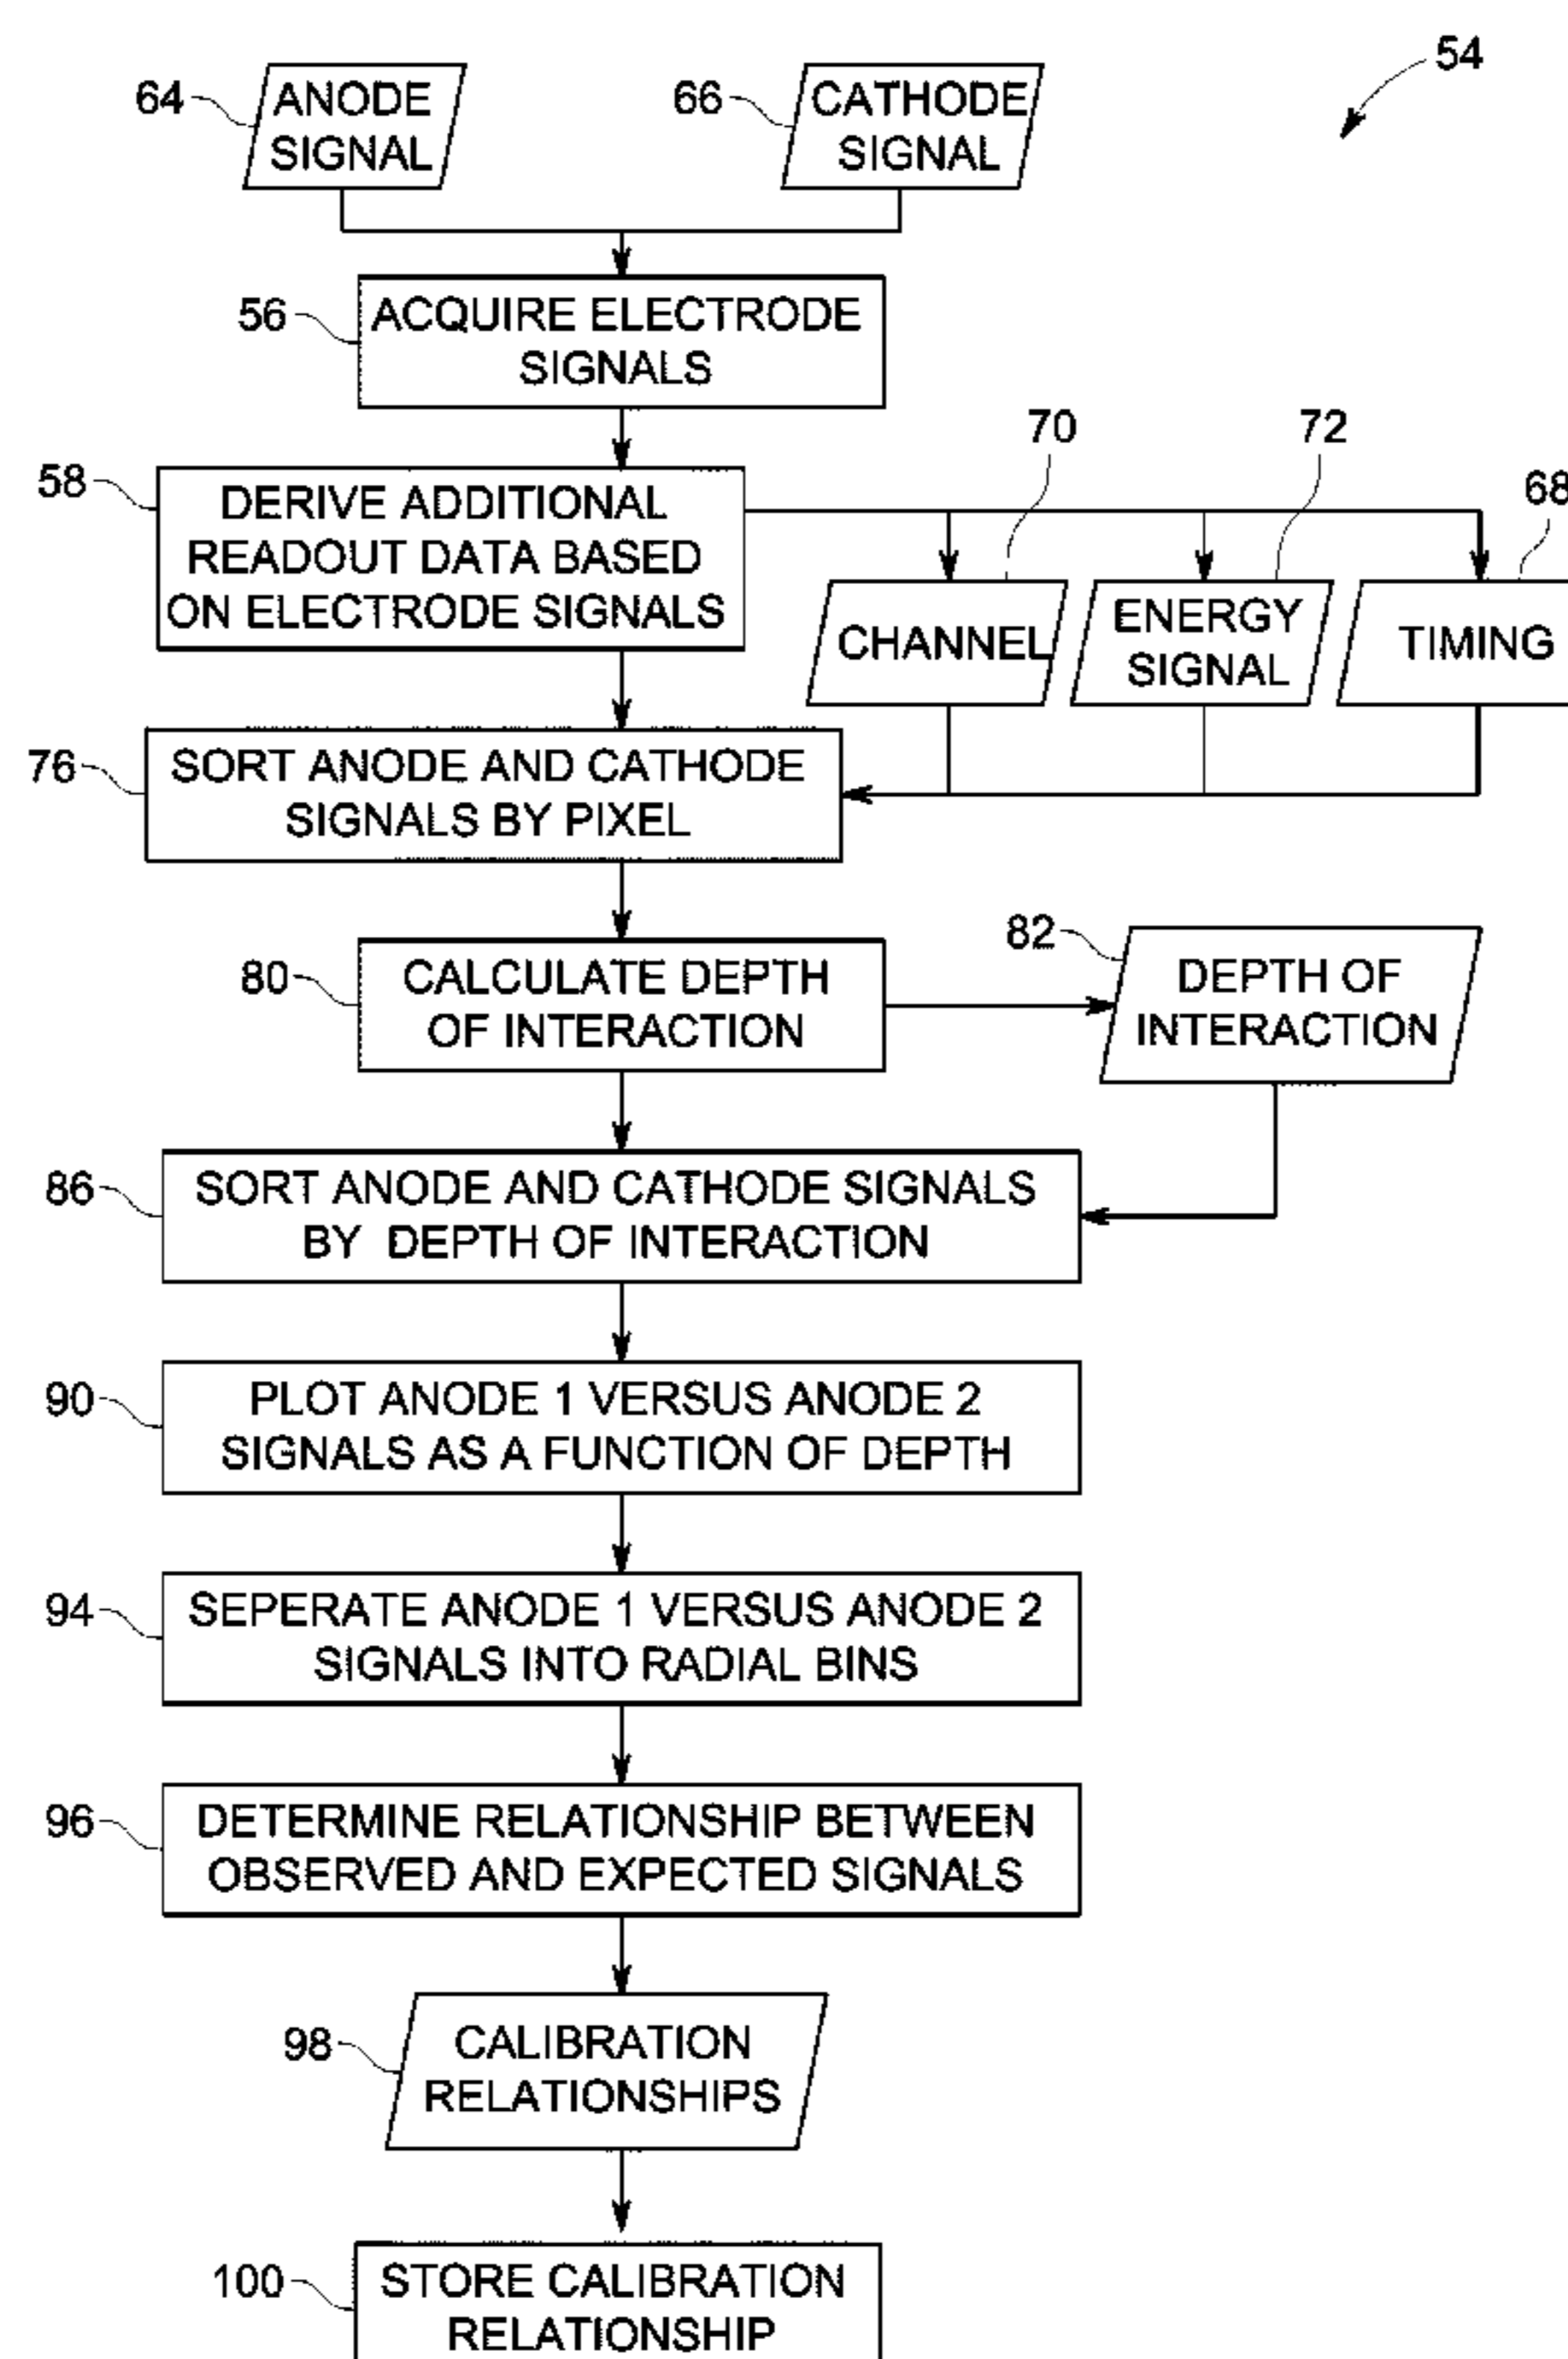 54
64
ANODE
SIGNAL
66
CATHODE
SIGNAL
56
ACQUIRE ELECTRODE
SIGNALS
58
DERIVE ADDITIONAL
READOUT DATA BASED
ON ELECTRODE SIGNALS
70
72
68
CHANNEL
ENERGY
SIGNAL
TIMING
76
SORT ANODE AND CATHODE
SIGNALS BY PIXEL
80
CALCULATE DEPTH
OF INTERACTION
82
DEPTH OF
INTERACTION
86
SORT ANODE AND CATHODE SIGNALS
BY DEPTH OF INTERACTION
90
PLOT ANODE 1 VERSUS ANODE 2
SIGNALS AS A FUNCTION OF DEPTH
94
SEPERATE ANODE 1 VERSUS ANODE 2
SIGNALS INTO RADIAL BINS
96
DETERMINE RELATIONSHIP BETWEEN
OBSERVED AND EXPECTED SIGNALS
98
CALIBRATION
RELATIONSHIPS
100
STORE CALIBRATION
RELATIONSHIP